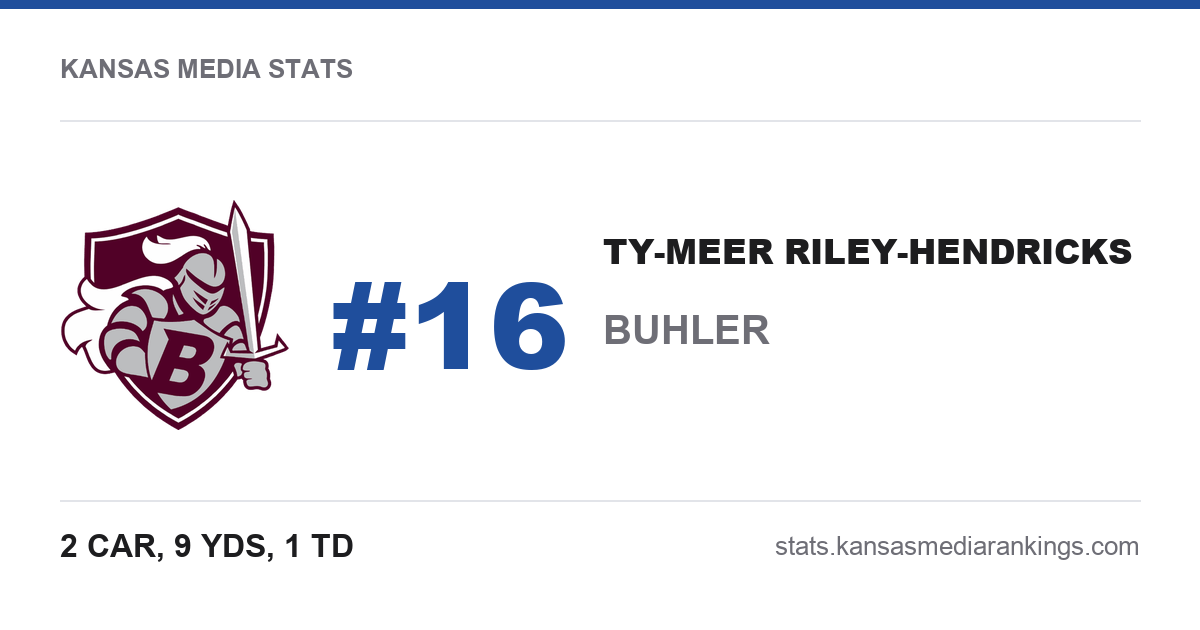 KANSAS MEDIA STATS
B
#16
TY-MEER RILEY-HENDRICKS
BUHLER
2 CAR, 9 YDS, 1 TD
stats.kansasmediarankings.com